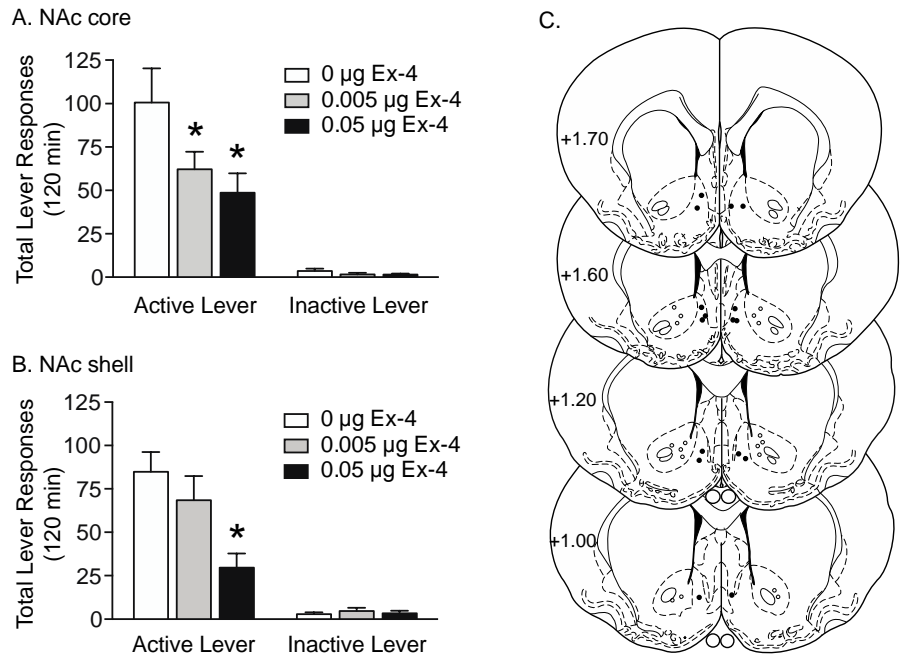 A. NAc core
Total Lever Responses
(120 min)
125
100
75
50
25
0
0 µg Ex-4
0.005 µg Ex-4
0.05 µg Ex-4
*
*
Active Lever
Inactive Lever
B. NAc shell
Total Lever Responses
(120 min)
125
100
75
50
25
0
0 µg Ex-4
0.005 µg Ex-4
0.05 µg Ex-4
*
Active Lever
Inactive Lever
C.
+1.70
+1.60
+1.20
+1.00